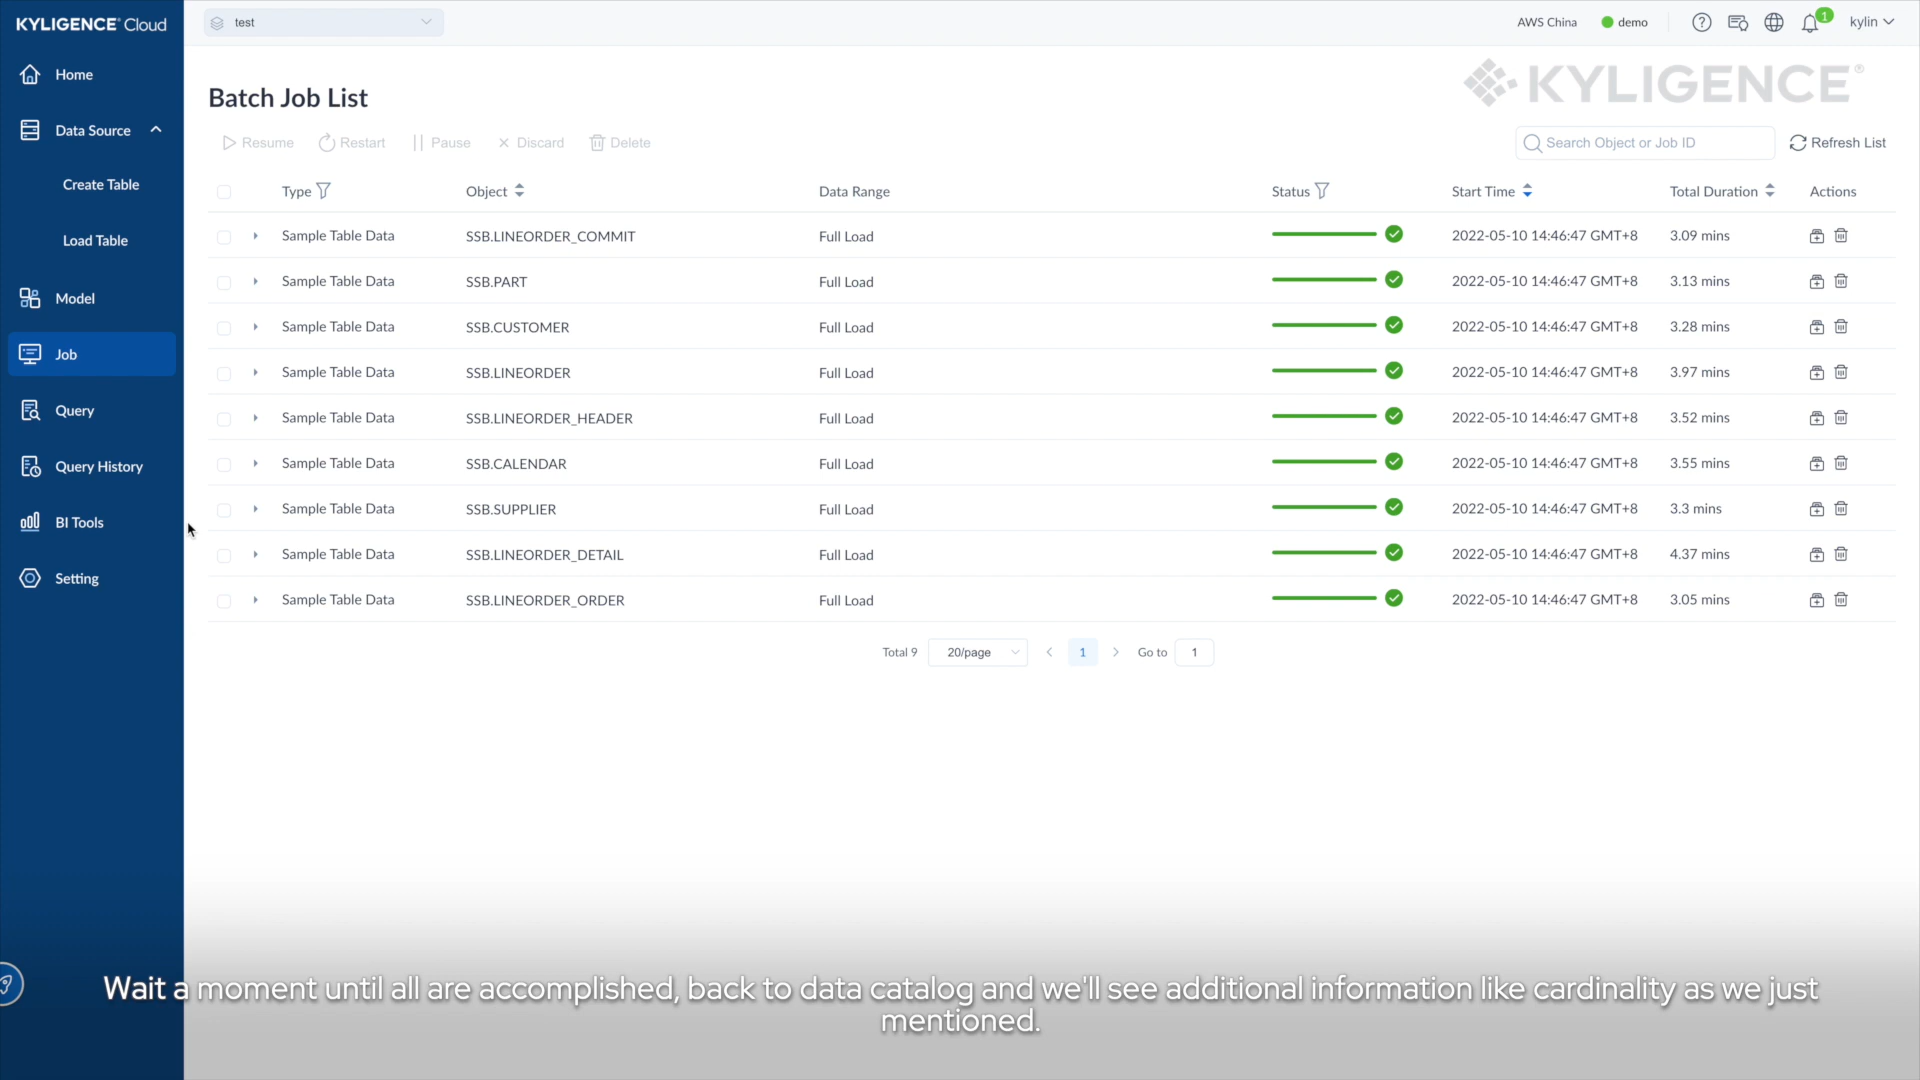 KYLIGENCE® Cloud
test
AWS China
demo
1
kylin
Home
Data Source
Create Table
Load Table
Model
Job
Query
Query History
BI Tools
Setting
KYLIGENCE®
Batch Job List
Resume Restart Pause Discard Delete
Search Object or Job ID
Refresh List
Type Object Data Range Status Start Time Total Duration Actions
Sample Table Data SSB.LINEORDER_COMMIT Full Load 2022-05-10 14:46:47 GMT+8 3.09 mins
Sample Table Data SSB.PART Full Load 2022-05-10 14:46:47 GMT+8 3.13 mins
Sample Table Data SSB.CUSTOMER Full Load 2022-05-10 14:46:47 GMT+8 3.28 mins
Sample Table Data SSB.LINEORDER Full Load 2022-05-10 14:46:47 GMT+8 3.97 mins
Sample Table Data SSB.LINEORDER_HEADER Full Load 2022-05-10 14:46:47 GMT+8 3.52 mins
Sample Table Data SSB.CALENDAR Full Load 2022-05-10 14:46:47 GMT+8 3.55 mins
Sample Table Data SSB.SUPPLIER Full Load 2022-05-10 14:46:47 GMT+8 3.3 mins
Sample Table Data SSB.LINEORDER_DETAIL Full Load 2022-05-10 14:46:47 GMT+8 4.37 mins
Sample Table Data SSB.LINEORDER_ORDER Full Load 2022-05-10 14:46:47 GMT+8 3.05 mins
Total 9 20/page 1 Go to 1
Wait a moment until all are accomplished, back to data catalog and we'll see additional information like cardinality as we just
mentioned.